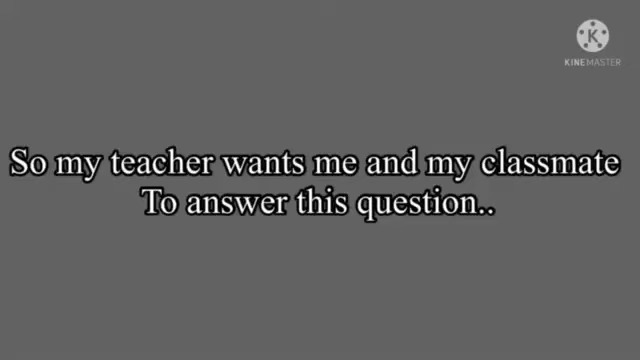 KINEMASTER
So my teacher wants me and my classmate
To answer this question..